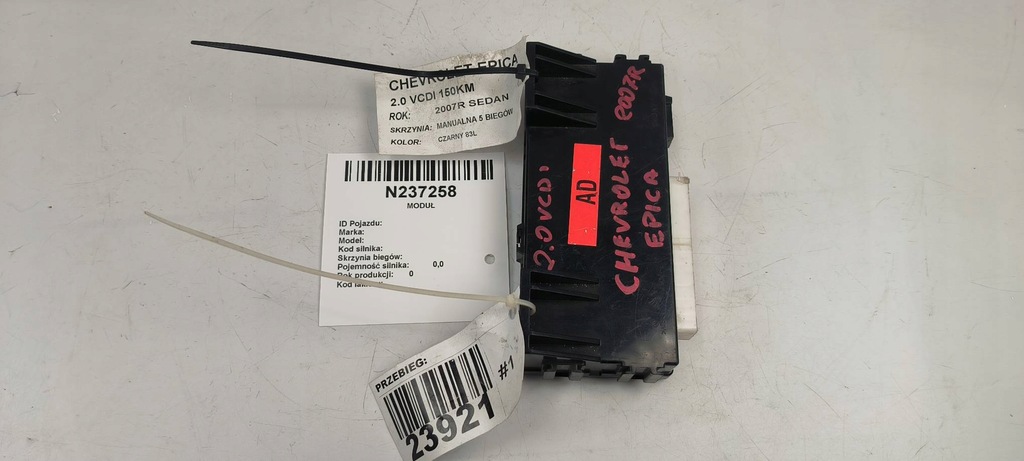 CHEVROLET EPICA
2.0 VCDI 150KM
ROK: 2007R SEDAN
SKRZYNIA: MANUALNA 5 BIEGÓW
KOLOR: CZARNY 83L
N237258
MODUŁ
ID Pojazdu:
Marka:
Model:
Kod silnika:
Skrzynia biegów:
Pojemność silnika: 0,0
Rok produkcji: 0
Kod
PRZEBIEG:
23921
#1
2.0 VCDI
AD
CHEVROLET 2007R
EPICA